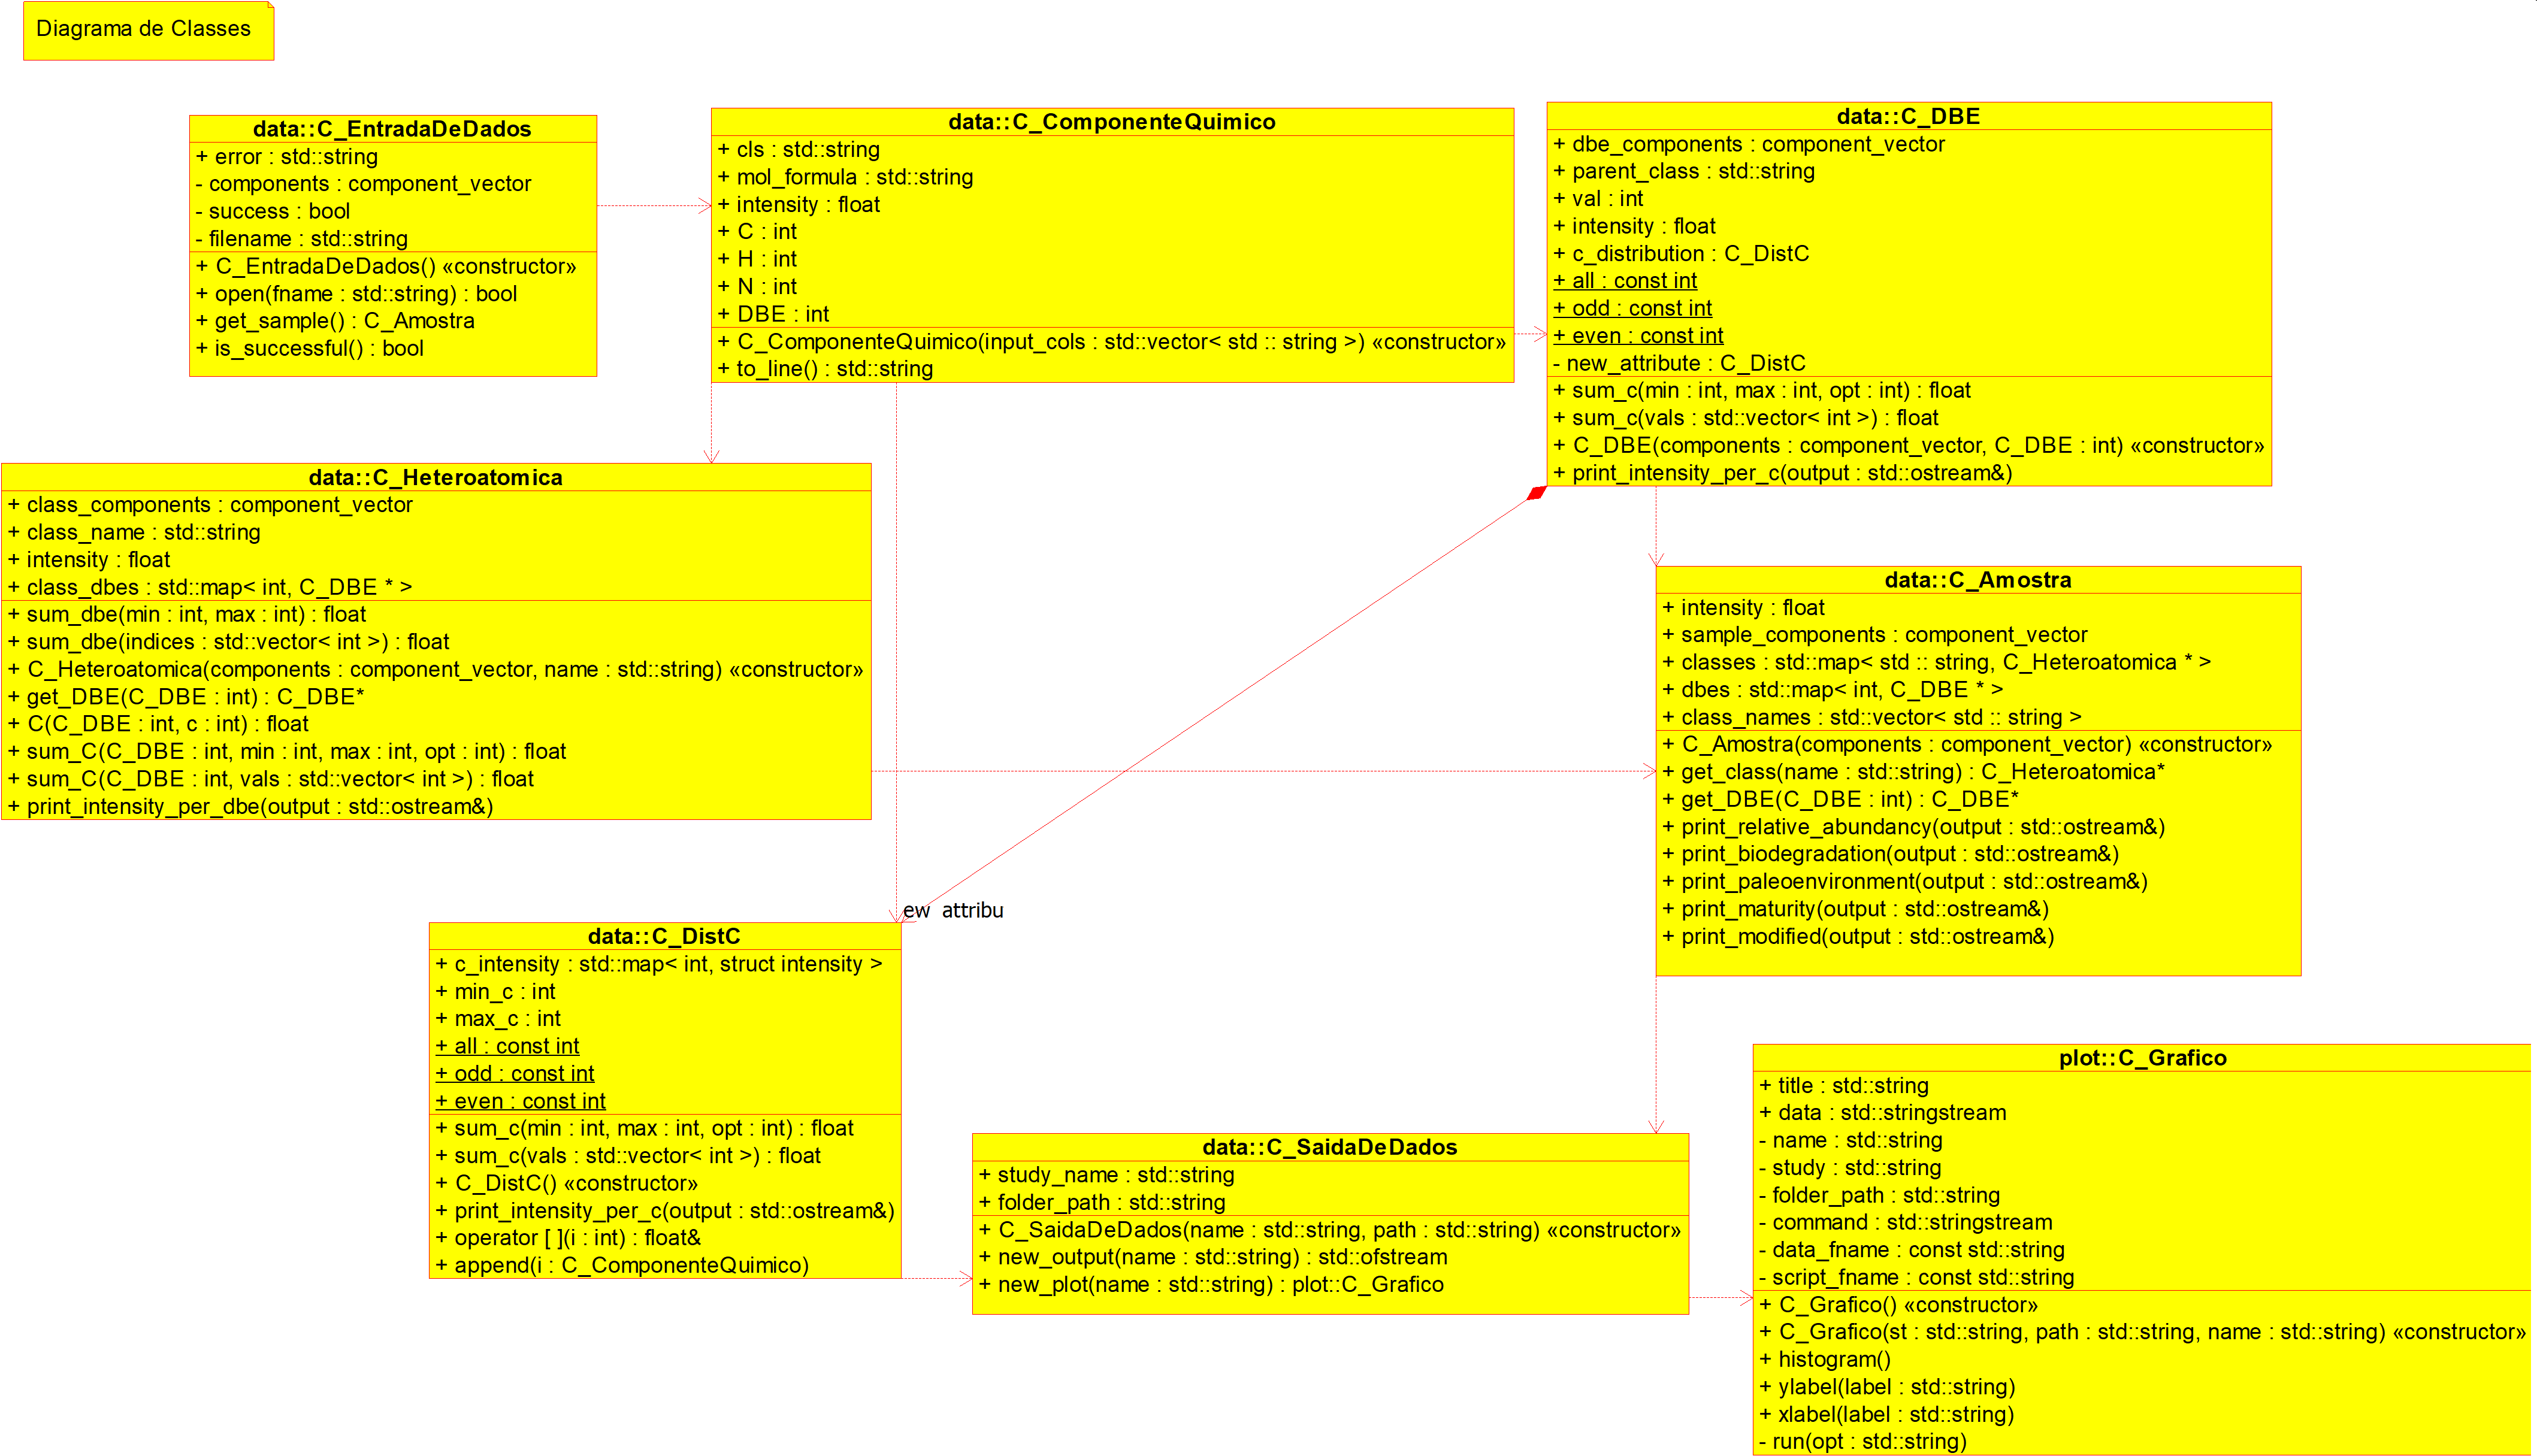 Diagrama de Classes
data::C_EntradaDeDados
+ error : std::string
- components : component_vector
- success : bool
- filename : std::string
+ C_EntradaDeDados() «constructor»
+ open(fname : std::string) : bool
+ get_sample() : C_Amostra
+ is_successful() : bool
data::C_ComponenteQuimico
+ cls : std::string
+ mol_formula : std::string
+ intensity : float
+ C : int
+ H : int
+ N : int
+ DBE : int
+ C_ComponenteQuimico(input_cols : std::vector< std :: string >) «constructor»
+ to_line() : std::string
data::C_DBE
+ dbe_components : component_vector
+ parent_class : std::string
+ val : int
+ intensity : float
+ c_distribution : C_DistC
+ all : const int
+ odd : const int
+ even : const int
- new_attribute : C_DistC
+ sum_c(min : int, max : int, opt : int) : float
+ sum_c(vals : std::vector< int >) : float
+ C_DBE(components : component_vector, C_DBE : int) «constructor»
+ print_intensity_per_c(output : std::ostream&)
data::C_Heteroatomica
+ class_components : component_vector
+ class_name : std::string
+ intensity : float
+ class_dbes : std::map< int, C_DBE * >
+ sum_dbe(min : int, max : int) : float
+ sum_dbe(indices : std::vector< int >) : float
+ C_Heteroatomica(components : component_vector, name : std::string) «constructor»
+ get_DBE(C_DBE : int) : C_DBE*
+ C(C_DBE : int, c : int) : float
+ sum_C(C_DBE : int, min : int, max : int, opt : int) : float
+ sum_C(C_DBE : int, vals : std::vector< int >) : float
+ print_intensity_per_dbe(output : std::ostream&)
data::C_Amostra
+ intensity : float
+ sample_components : component_vector
+ classes : std::map< std :: string, C_Heteroatomica * >
+ dbes : std::map< int, C_DBE * >
+ class_names : std::vector< std :: string >
+ C_Amostra(components : component_vector) «constructor»
+ get_class(name : std::string) : C_Heteroatomica*
+ get_DBE(C_DBE : int) : C_DBE*
+ print_relative_abundancy(output : std::ostream&)
+ print_biodegradation(output : std::ostream&)
+ print_paleoenvironment(output : std::ostream&)
+ print_maturity(output : std::ostream&)
+ print_modified(output : std::ostream&)
ew attribu
data::C_DistC
+ c_intensity : std::map< int, struct intensity >
+ min_c : int
+ max_c : int
+ all : const int
+ odd : const int
+ even : const int
+ sum_c(min : int, max : int, opt : int) : float
+ sum_c(vals : std::vector< int >) : float
+ C_DistC() «constructor»
+ print_intensity_per_c(output : std::ostream&)
+ operator [ ](i : int) : float&
+ append(i : C_ComponenteQuimico)
data::C_SaidaDeDados
+ study_name : std::string
+ folder_path : std::string
+ C_SaidaDeDados(name : std::string, path : std::string) «constructor»
+ new_output(name : std::string) : std::ofstream
+ new_plot(name : std::string) : plot::C_Grafico
plot::C_Grafico
+ title : std::string
+ data : std::stringstream
- name : std::string
- study : std::string
- folder_path : std::string
- command : std::stringstream
- data_fname : const std::string
- script_fname : const std::string
+ C_Grafico() «constructor»
+ C_Grafico(st : std::string, path : std::string, name : std::string) «constructor»
+ histogram()
+ ylabel(label : std::string)
+ xlabel(label : std::string)
- run(opt : std::string)